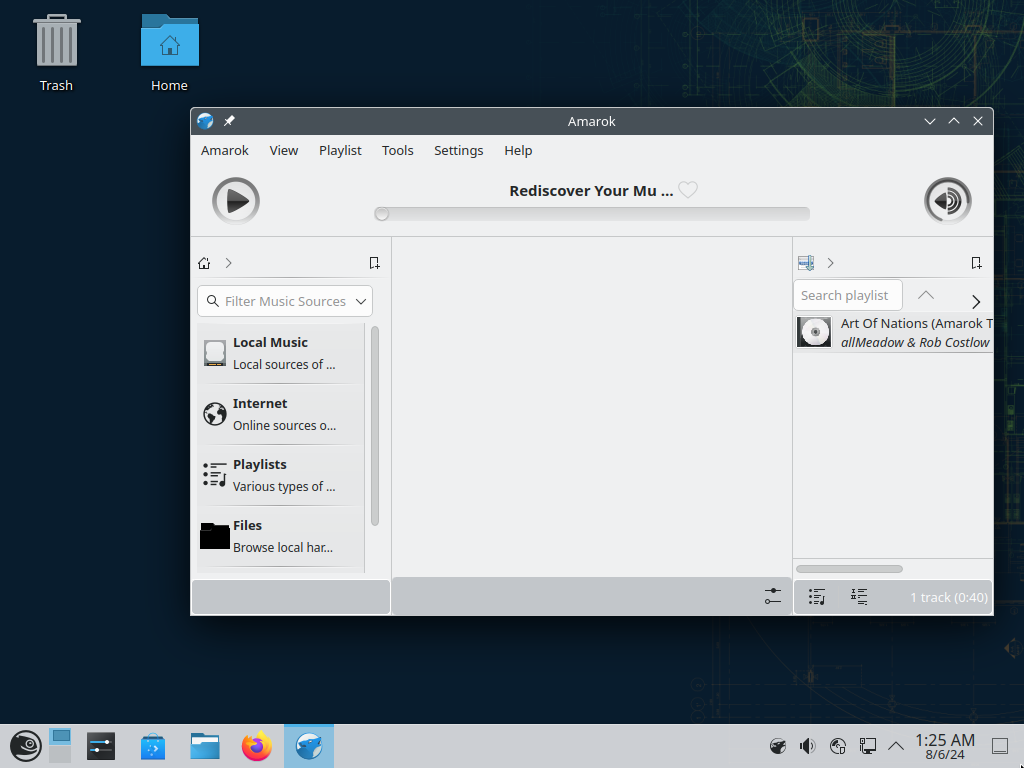 Trash
Home
Amarok
Amarok View Playlist Tools Settings Help
Rediscover Your Mu ...
Filter Music Sources
Search playlist
Local Music
Local sources of ...
Internet
Online sources o...
Playlists
Various types of ...
Files
Browse local har...
Art Of Nations (Amarok T
allMeadow & Rob Costlow
1 track (0:40)
1:25 AM
8/6/24